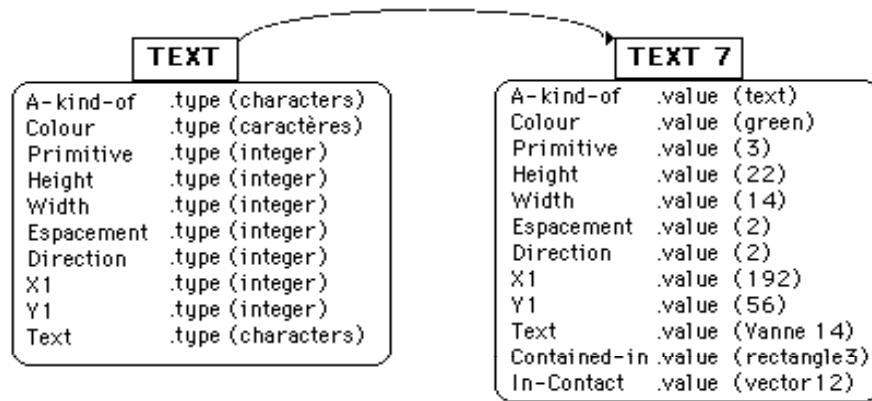 TEXT
A-kind-of .type (characters)
Colour .type (caractères)
Primitive .type (integer)
Height .type (integer)
Width .type (integer)
Espacement .type (integer)
Direction .type (integer)
X1 .type (integer)
Y1 .type (integer)
Text .type (characters)
TEXT 7
A-kind-of .value (text)
Colour .value (green)
Primitive .value (3)
Height .value (22)
Width .value (14)
Espacement .value (2)
Direction .value (2)
X1 .value (192)
Y1 .value (56)
Text .value (Vanne 14)
Contained-in .value (rectangle3)
In-Contact .value (vector12)